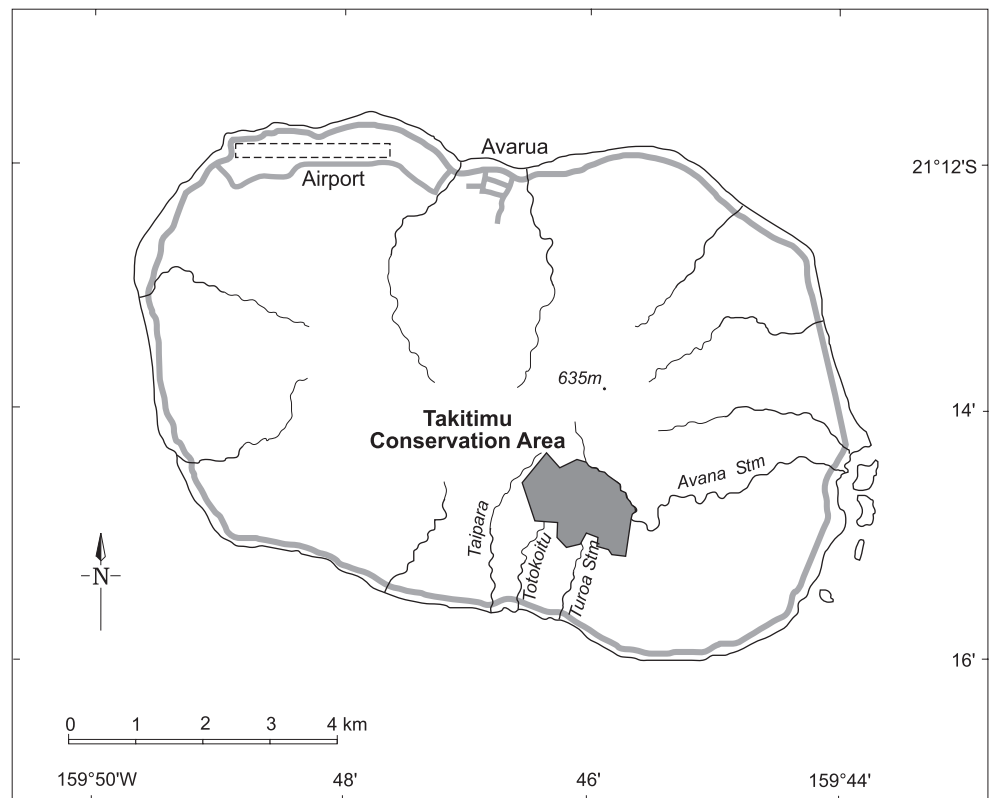 Avarua
21°12'S
Airport
635m
14'
Takitimu
Conservation Area
Avana Stm
Taipara
Totokoitu
Turoa Stm
N
16'
0 1 2 3 4 km
159°50'W 48' 46' 159°44'